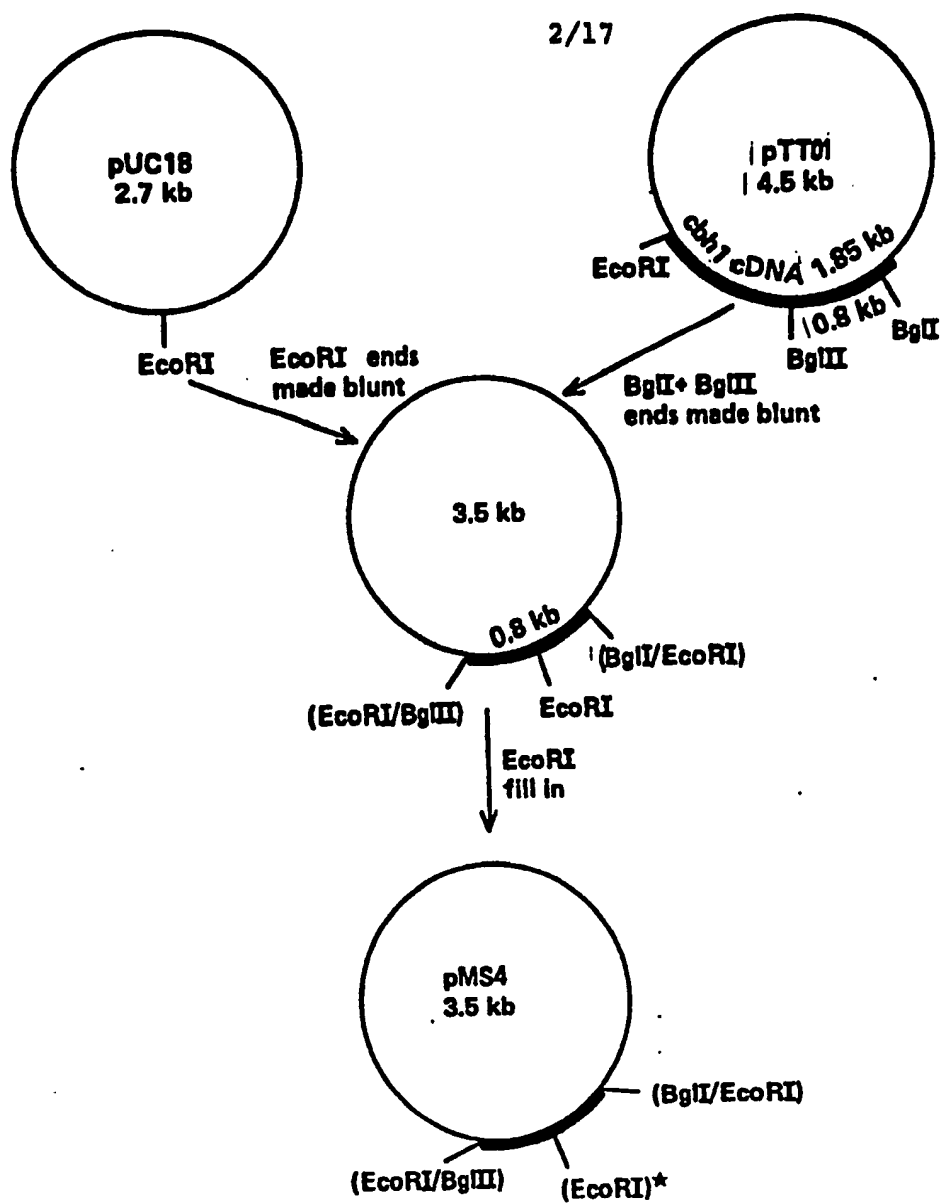 2/17
pUC18
2.7 kb
EcoRI
pTT01
4.5 kb
cbh1 cDNA 1.85 kb
EcoRI
BglII
0.8 kb
BglI
EcoRI ends
made blunt
BglI + BglII
ends made blunt
3.5 kb
0.8 kb
(EcoRI/BglII)
EcoRI
(BglI/EcoRI)
EcoRI
fill in
pMS4
3.5 kb
(EcoRI/BglII)
(EcoRI)*
(BglI/EcoRI)